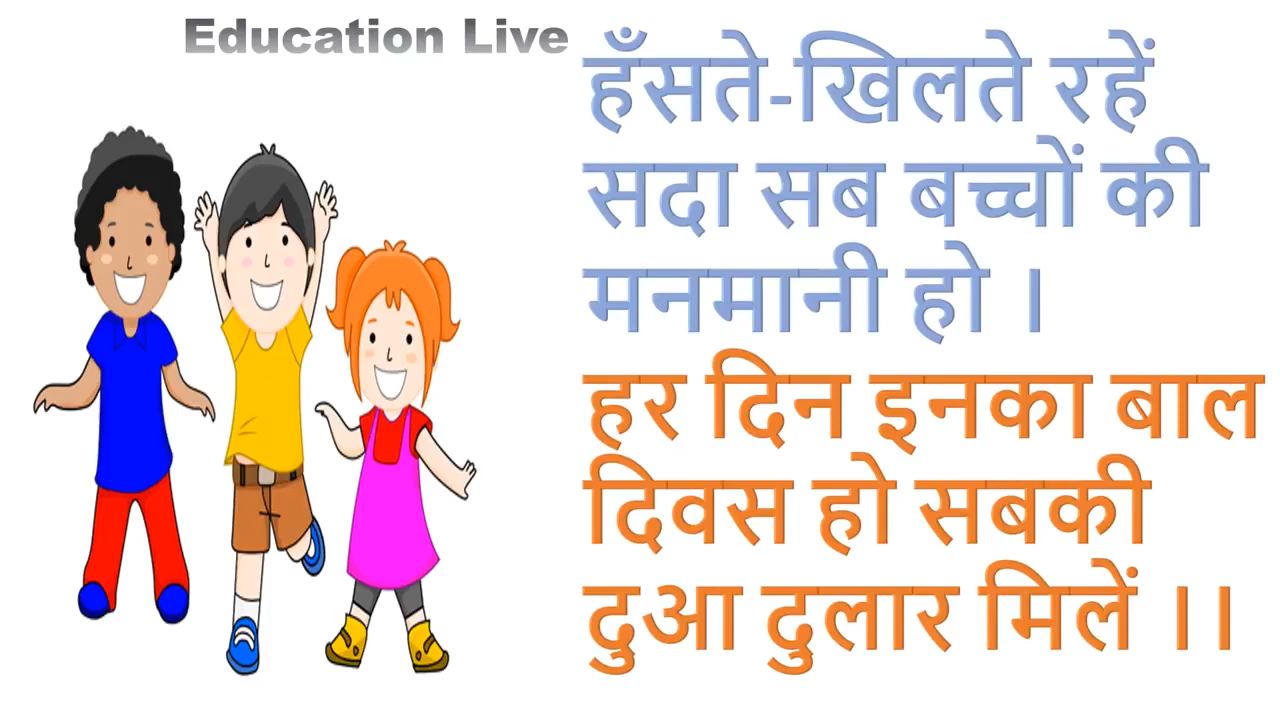 Education Live
हँसते-खिलते रहें
सदा सब बच्चों की
मनमानी हो ।
हर दिन इनका बाल
दिवस हो सबकी
दुआ दुलार मिलें ।।